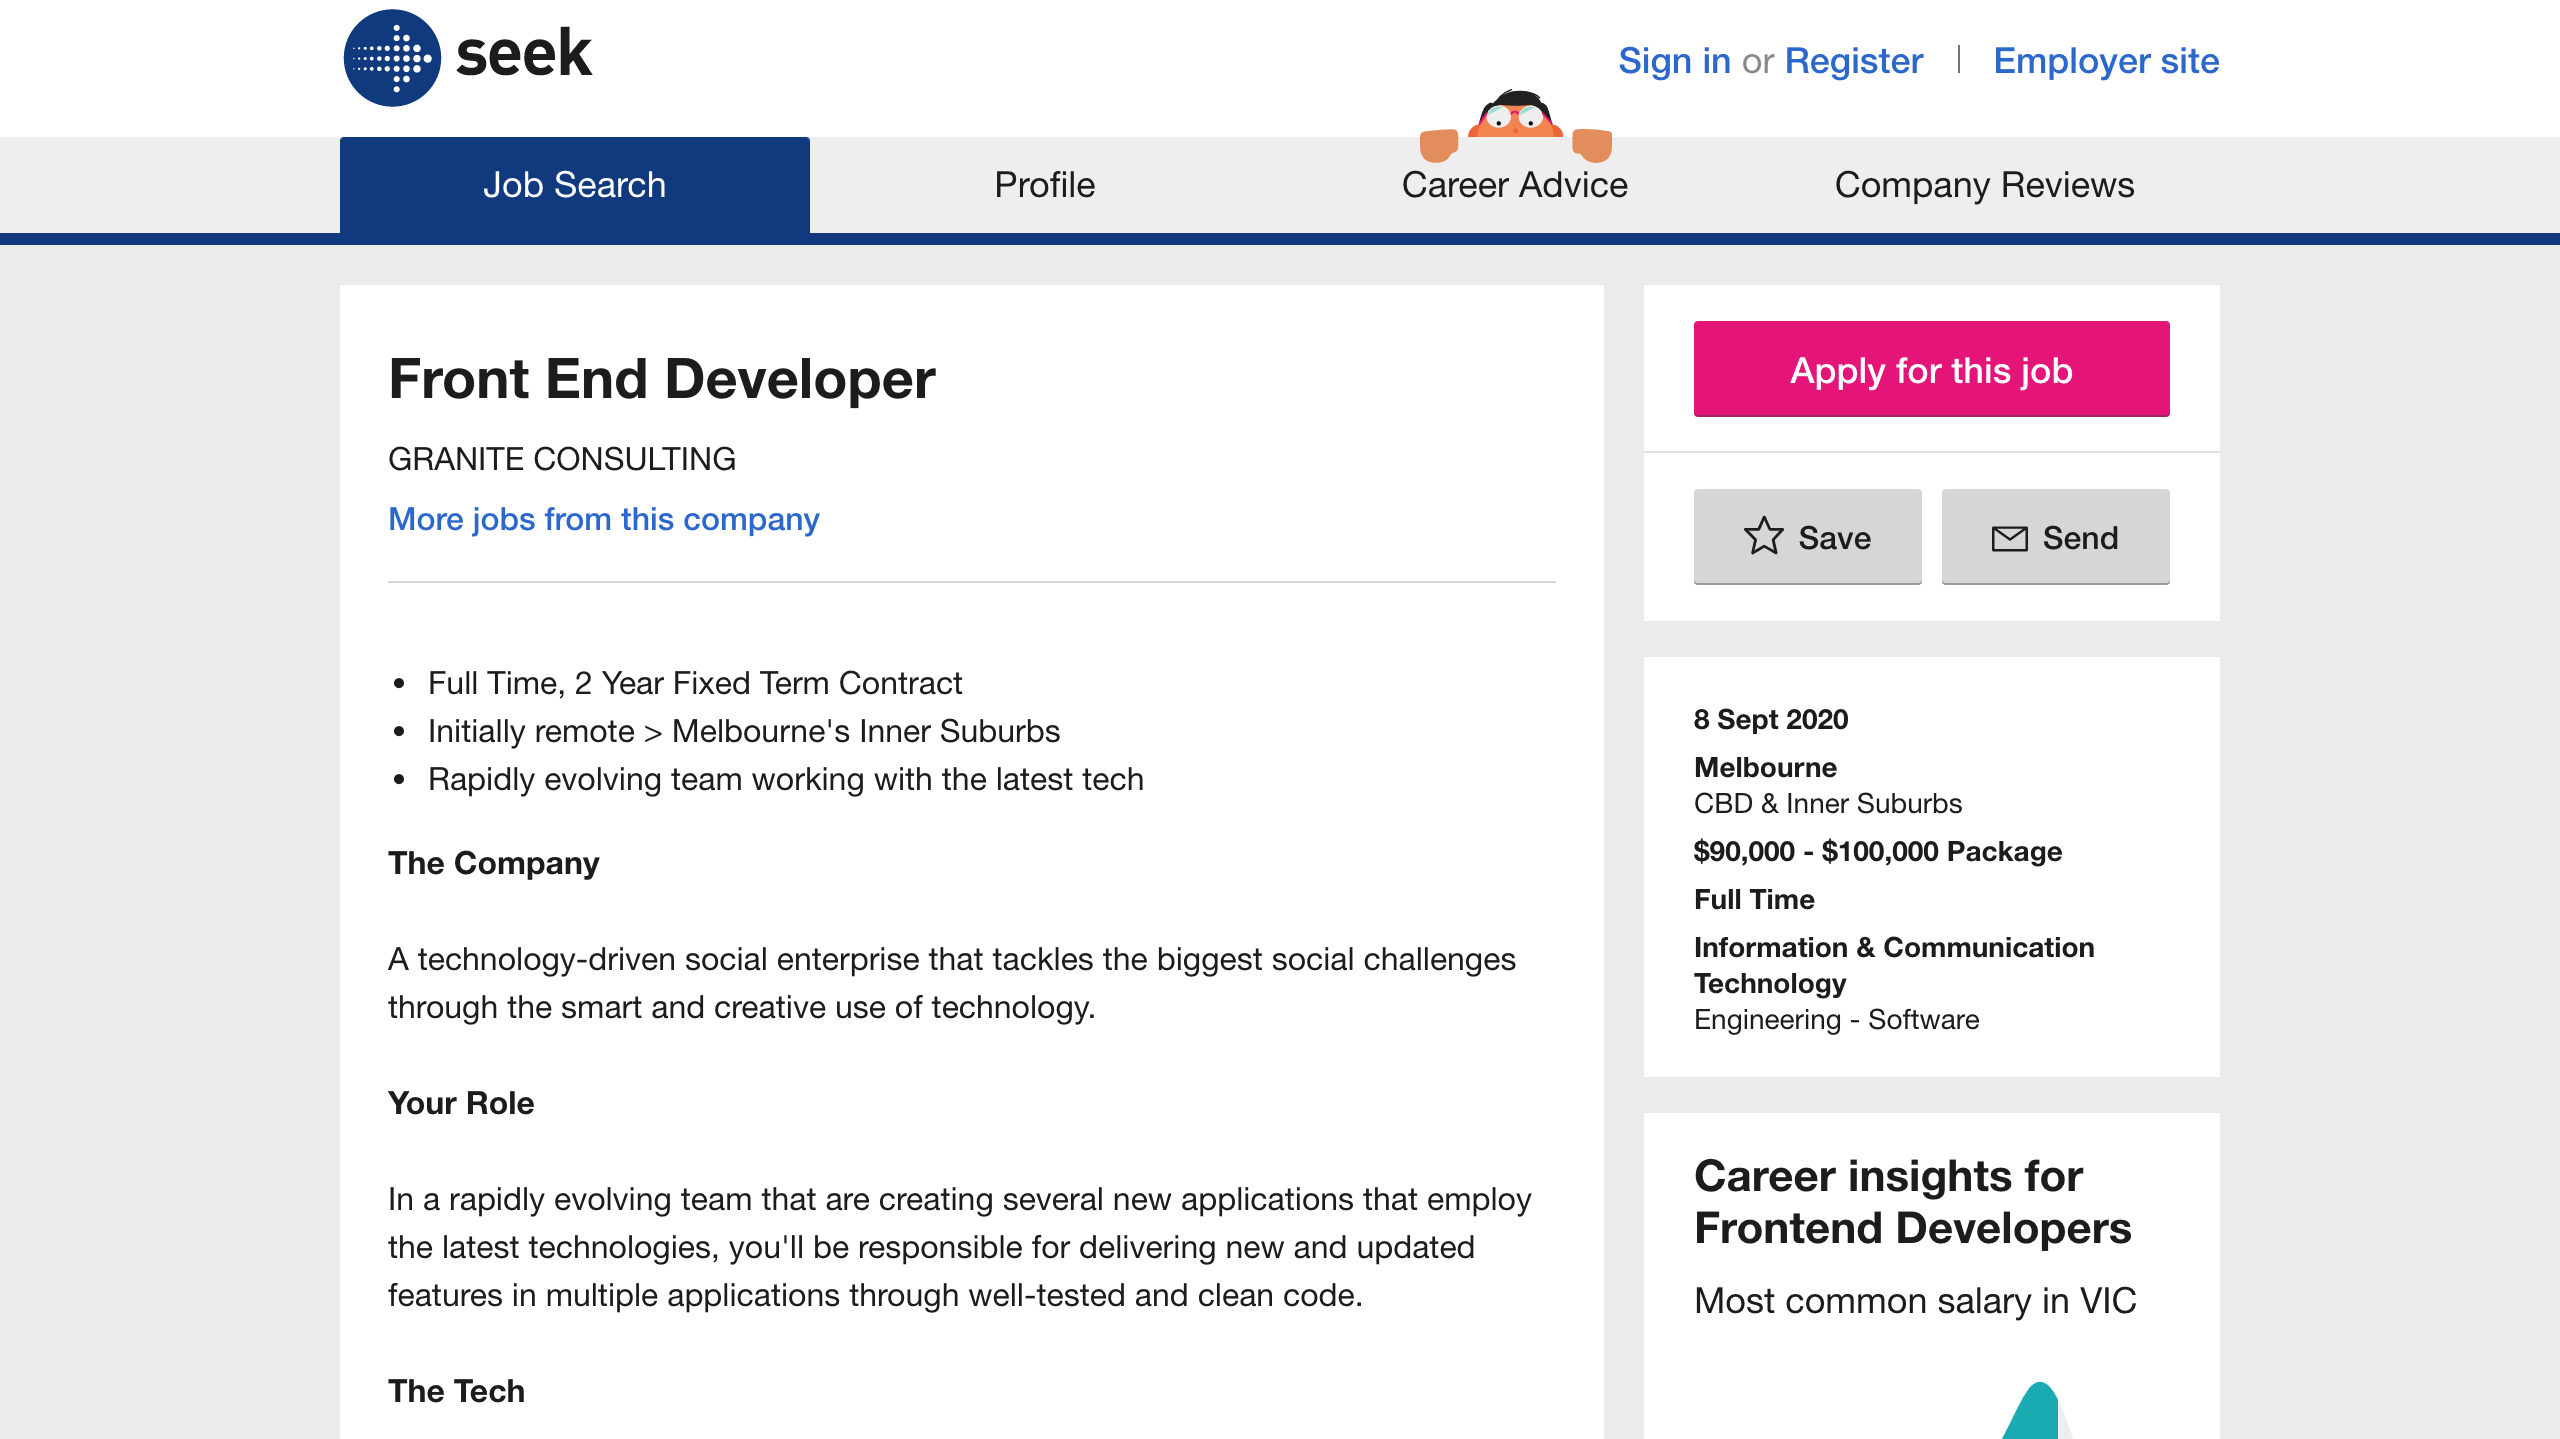 seek
Sign in or Register
Employer site
Job Search
Profile
Career Advice
Company Reviews
Front End Developer
GRANITE CONSULTING
More jobs from this company
• Full Time, 2 Year Fixed Term Contract
• Initially remote > Melbourne's Inner Suburbs
• Rapidly evolving team working with the latest tech
The Company
A technology-driven social enterprise that tackles the biggest social challenges
through the smart and creative use of technology.
Your Role
In a rapidly evolving team that are creating several new applications that employ
the latest technologies, you'll be responsible for delivering new and updated
features in multiple applications through well-tested and clean code.
The Tech
Apply for this job
Save
Send
8 Sept 2020
Melbourne
CBD & Inner Suburbs
$90,000 - $100,000 Package
Full Time
Information & Communication
Technology
Engineering - Software
Career insights for
Frontend Developers
Most common salary in VIC